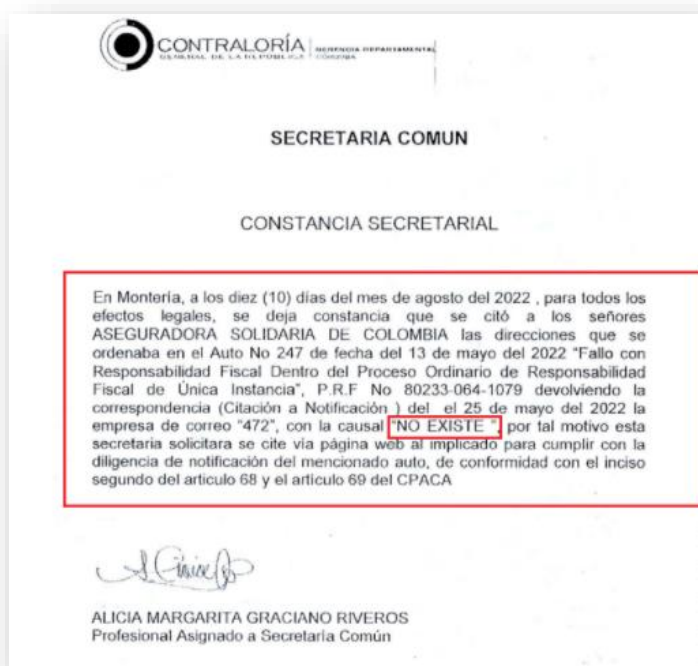 CONTRALORÍA
GENERAL DE LA REPÚBLICA
GERENCIA DEPARTAMENTAL
CÓRDOBA
SECRETARIA COMUN
CONSTANCIA SECRETARIAL
En Montería, a los diez (10) días del mes de agosto del 2022 , para todos los
efectos legales, se deja constancia que se citó a los señores
ASEGURADORA SOLIDARIA DE COLOMBIA las direcciones que se
ordenaba en el Auto No 247 de fecha del 13 de mayo del 2022 "Fallo con
Responsabilidad Fiscal Dentro del Proceso Ordinario de Responsabilidad
Fiscal de Única Instancia", P.R.F No 80233-064-1079 devolviendo la
correspondencia (Citación a Notificación ) del el 25 de mayo del 2022 la
empresa de correo "472", con la causal "NO EXISTE ", por tal motivo esta
secretaria solicitara se cite vía página web al implicado para cumplir con la
diligencia de notificación del mencionado auto, de conformidad con el inciso
segundo del articulo 68 y el articulo 69 del CPACA
ALICIA MARGARITA GRACIANO RIVEROS
Profesional Asignado a Secretaría Común